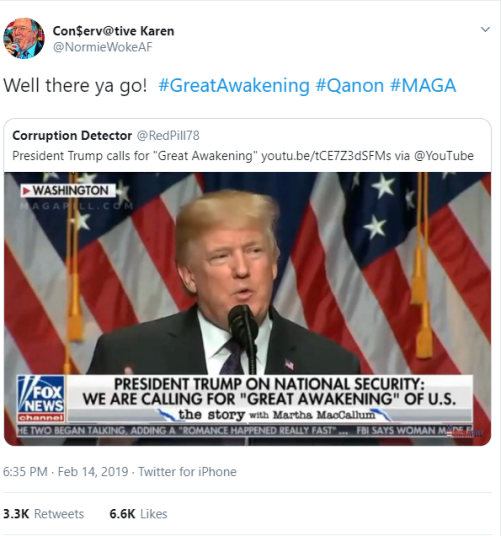 Con$erv@tive Karen
@NormieWokeAF
Well there ya go! #GreatAwakening #Qanon #MAGA
Corruption Detector @RedPill78
President Trump calls for "Great Awakening" youtu.be/tCE7Z3dSFMs via @YouTube
WASHINGTON
MAGAPILL.COM
FOX
NEWS
channel
PRESIDENT TRUMP ON NATIONAL SECURITY:
WE ARE CALLING FOR "GREAT AWAKENING" OF U.S.
the story with Martha MacCallum
HE TWO BEGAN TALKING, ADDING A "ROMANCE HAPPENED REALLY FAST" ... FBI SAYS WOMAN
6:35 PM · Feb 14, 2019 · Twitter for iPhone
3.3K Retweets 6.6K Likes